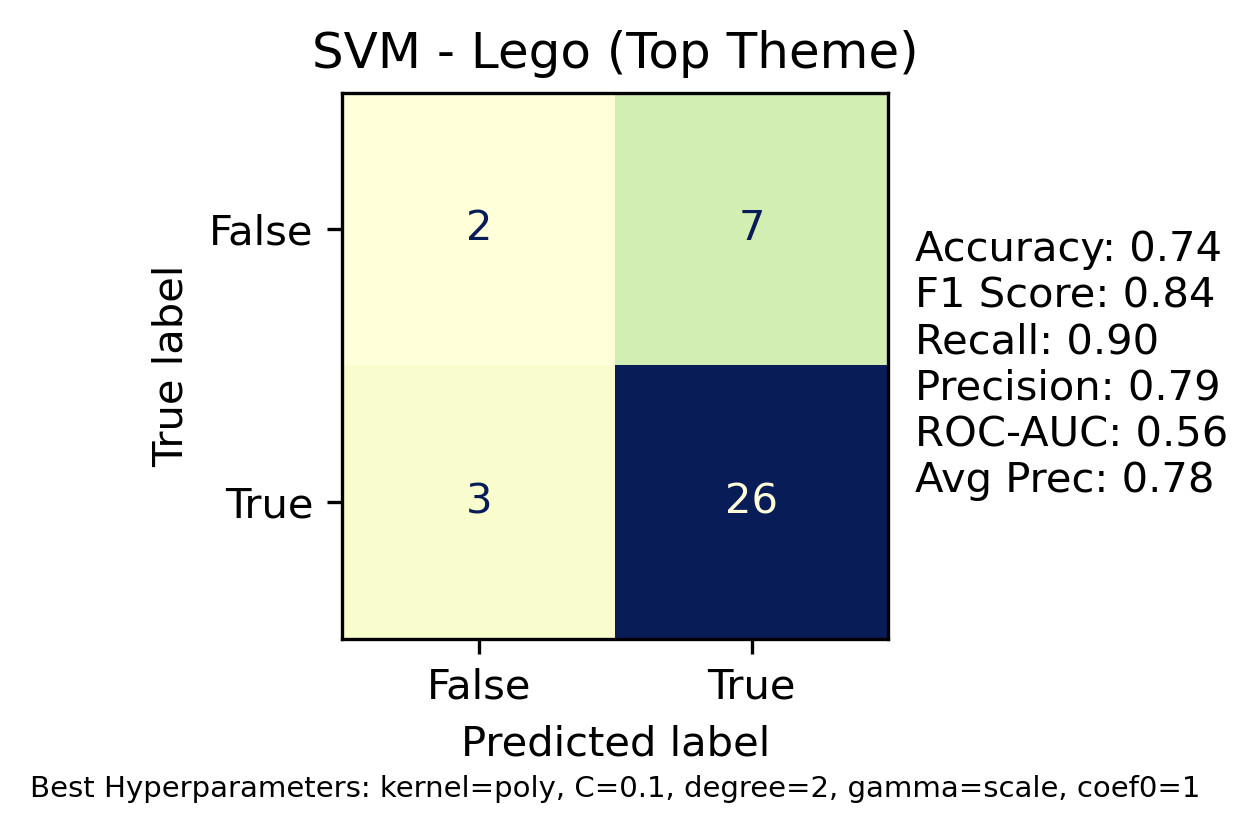 SVM - Lego (Top Theme)
True label
False
True
2
7
3
26
False
True
Predicted label
Accuracy: 0.74
F1 Score: 0.84
Recall: 0.90
Precision: 0.79
ROC-AUC: 0.56
Avg Prec: 0.78
Best Hyperparameters: kernel=poly, C=0.1, degree=2, gamma=scale, coef0=1